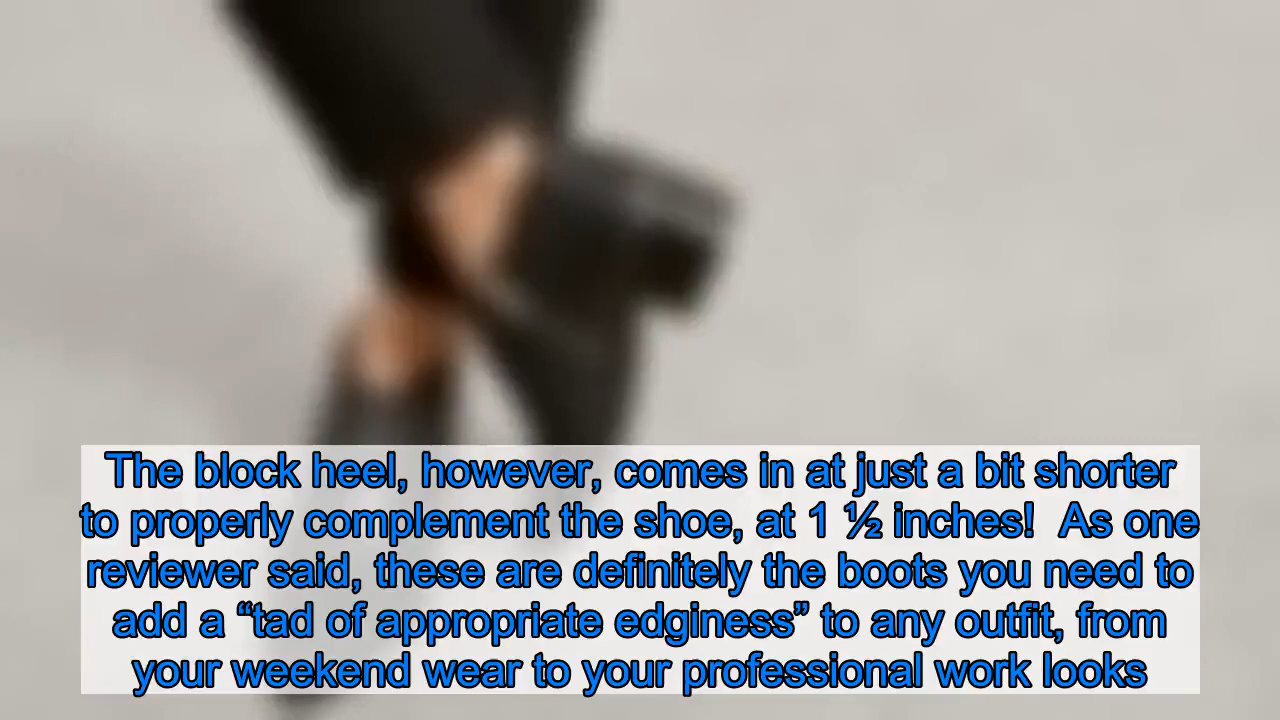 The block heel, however, comes in at just a bit shorter
to properly complement the shoe, at 1 ½ inches!  As one
reviewer said, these are definitely the boots you need to
add a “tad of appropriate edginess” to any outfit, from
your weekend wear to your professional work looks